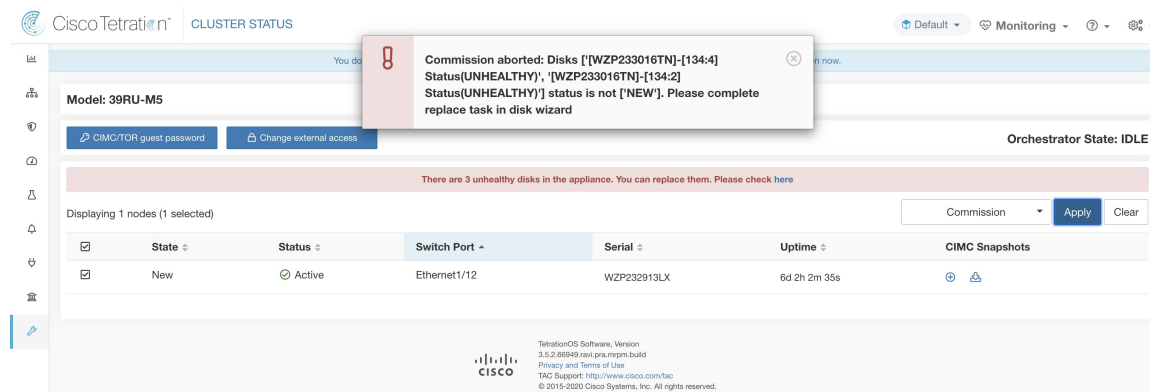 Cisco Tetration™
CLUSTER STATUS
Default
Monitoring
?
You do
n now.
Commission aborted: Disks ['[WZP233016TN]-[134:4]
Status(UNHEALTHY)', '[WZP233016TN]-[134:2]
Status(UNHEALTHY)'] status is not ['NEW']. Please complete
replace task in disk wizard
Model: 39RU-M5
CIMC/TOR guest password
Change external access
Orchestrator State: IDLE
There are 3 unhealthy disks in the appliance. You can replace them. Please check here
Displaying 1 nodes (1 selected)
Commission
Apply
Clear
State
Status
Switch Port
Serial
Uptime
CIMC Snapshots
New
Active
Ethernet1/12
WZP232913LX
6d 2h 2m 35s
CISCO
TetrationOS Software, Version
3.5.2.66949.ravi.pra.mrpm.build
Privacy and Terms of Use
TAC Support: http://www.cisco.com/tac
© 2015-2020 Cisco Systems, Inc. All rights reserved.